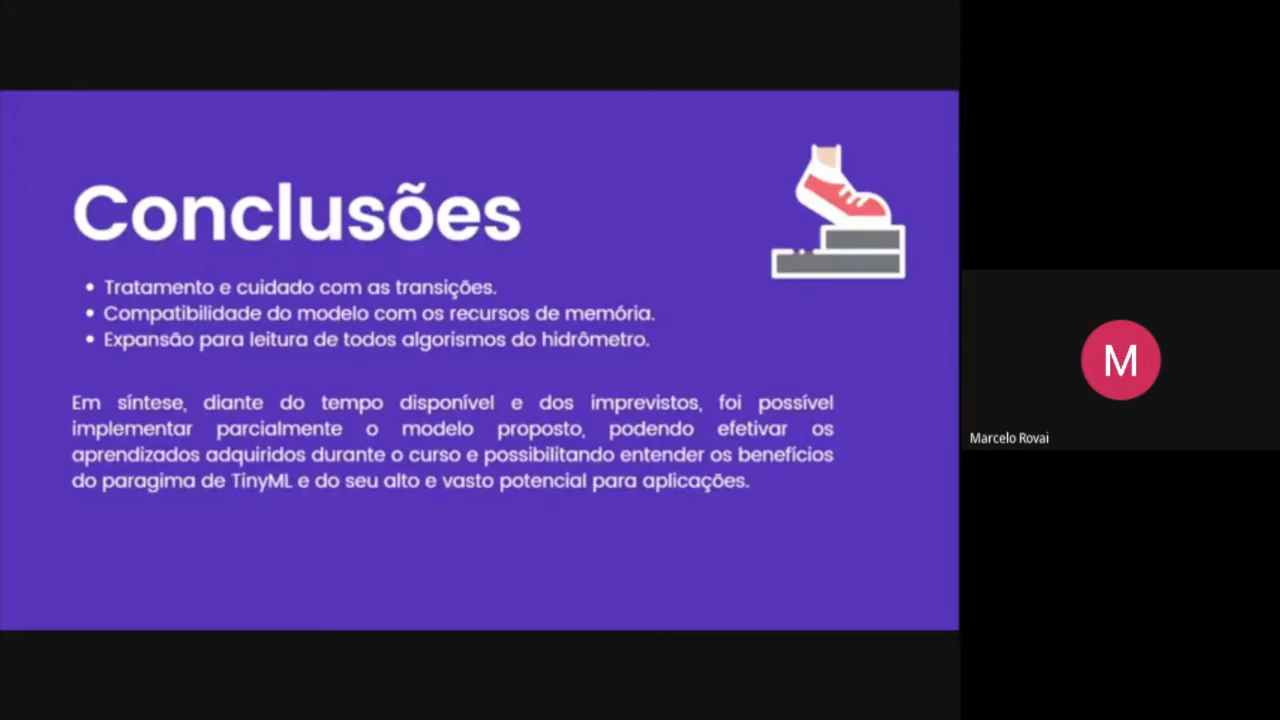 Conclusões
• Tratamento e cuidado com as transições.
• Compatibilidade do modelo com os recursos de memória.
• Expansão para leitura de todos algorismos do hidrômetro.
Em síntese, diante do tempo disponível e dos imprevistos, foi possível
implementar parcialmente o modelo proposto, podendo efetivar os
aprendizados adquiridos durante o curso e possibilitando entender os benefícios
do paragima de TinyML e do seu alto e vasto potencial para aplicações.
M
Marcelo Rovai